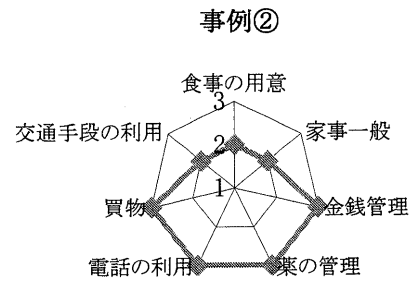 事例②
食事の用意
3
交通手段の利用
家事一般
2
1
買物
金銭管理
電話の利用
薬の管理